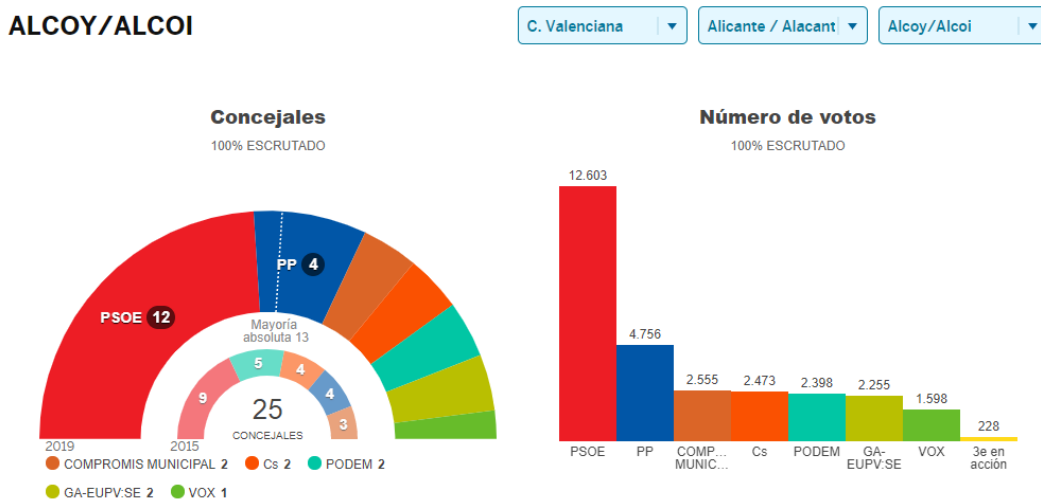 ALCOY/ALCOI
C. Valenciana
Alicante / Alacant
Alcoy/Alcoi
Concejales
100% ESCRUTADO
PSOE 12
PP 4
Mayoría
absoluta 13
9
5
4
4
3
25
CONCEJALES
2019
2015
COMPROMIS MUNICIPAL 2
Cs 2
PODEM 2
GA-EUPV:SE 2
VOX 1
Número de votos
100% ESCRUTADO
12.603
4.756
2.555
2.473
2.398
2.255
1.598
228
PSOE
PP
COMP...
MUNIC...
Cs
PODEM
GA-
EUPV:SE
VOX
3e en
acción